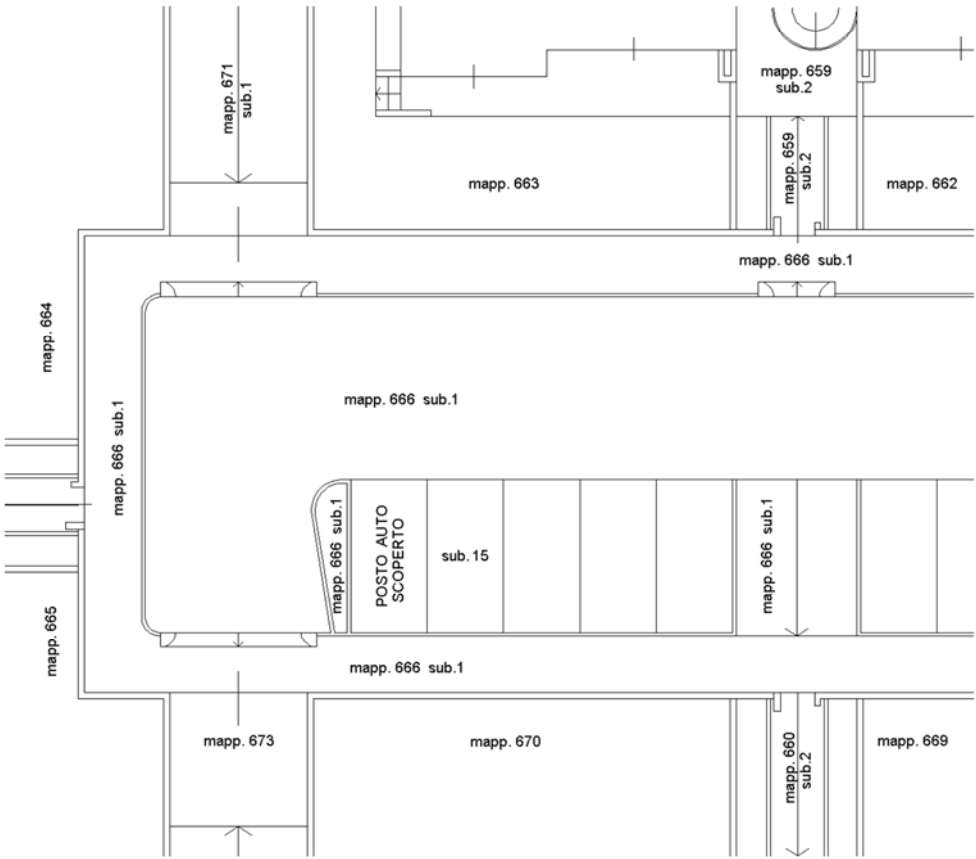 mapp. 671
sub.1
mapp. 659
sub.2
mapp. 659
sub.2
mapp. 663
mapp. 662
mapp. 666 sub.1
mapp. 664
mapp. 666 sub.1
mapp. 666 sub.1
mapp. 666 sub.1
POSTO AUTO
SCOPERTO
sub. 15
mapp. 666 sub.1
mapp. 665
mapp. 666 sub.1
mapp. 673
mapp. 670
mapp. 660
sub.2
mapp. 669